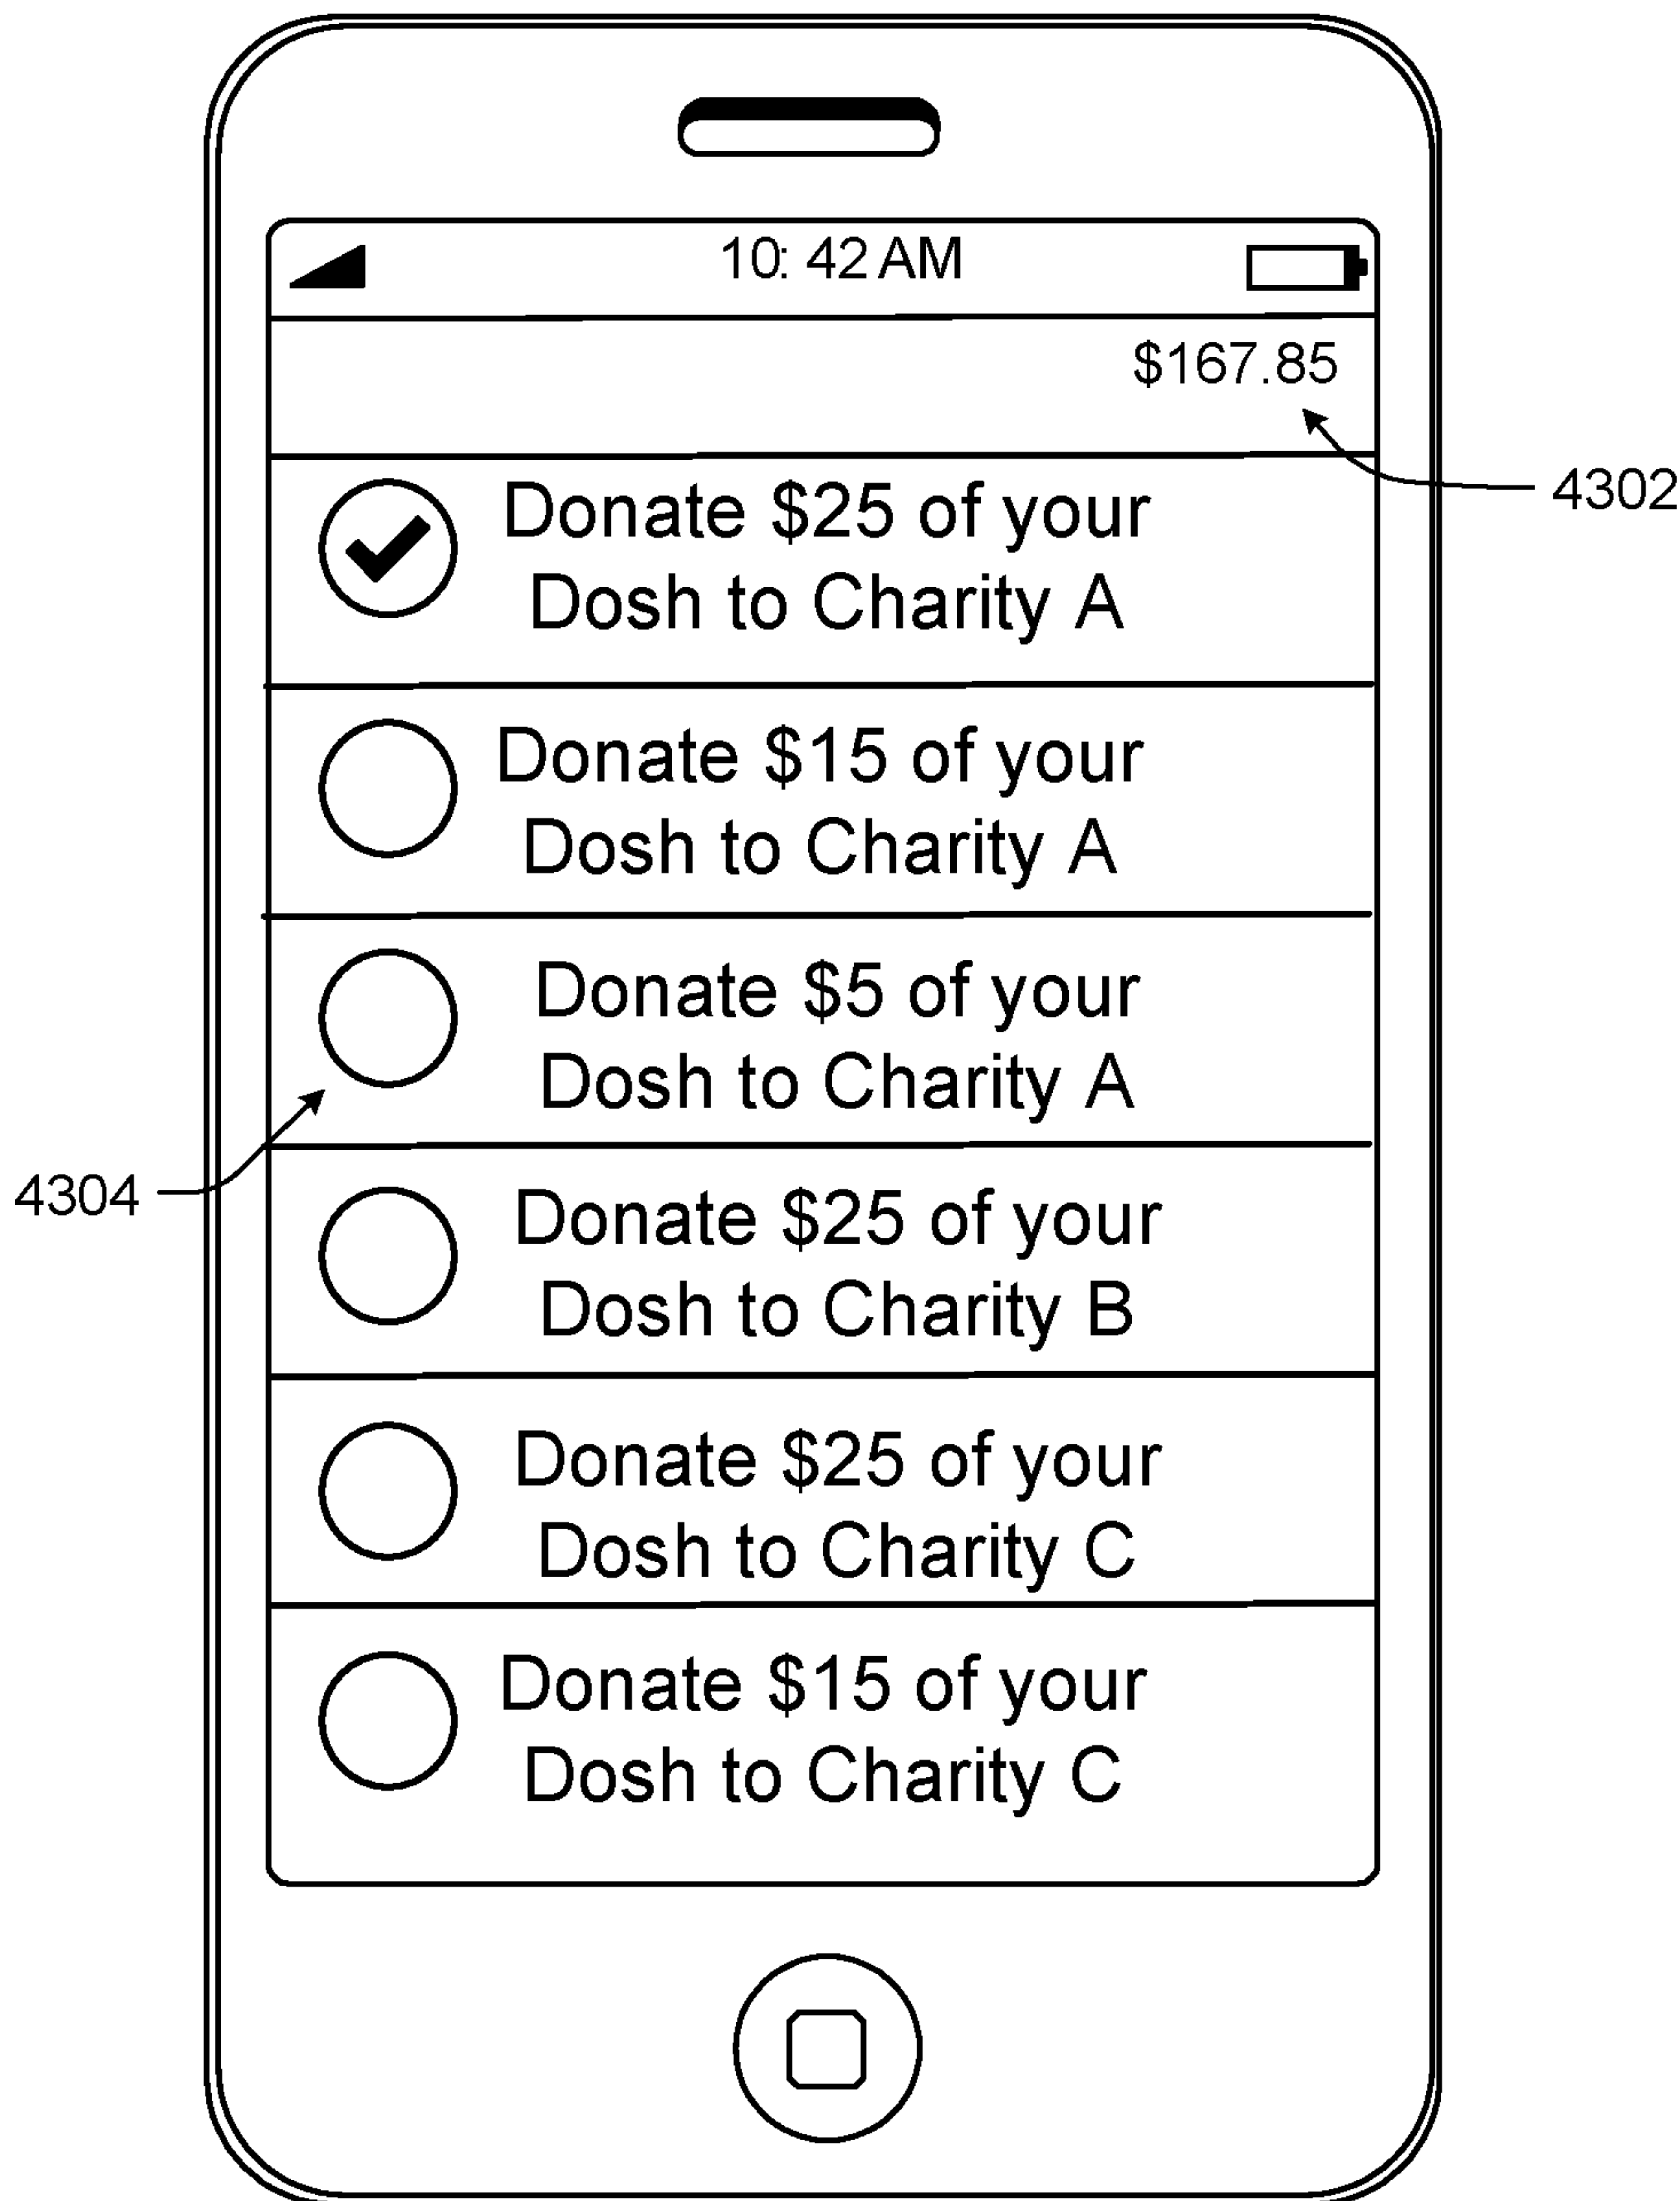 10: 42 AM
$167.85
4302
Donate $25 of your
Dosh to Charity A
Donate $15 of your
Dosh to Charity A
Donate $5 of your
Dosh to Charity A
4304
Donate $25 of your
Dosh to Charity B
Donate $25 of your
Dosh to Charity C
Donate $15 of your
Dosh to Charity C